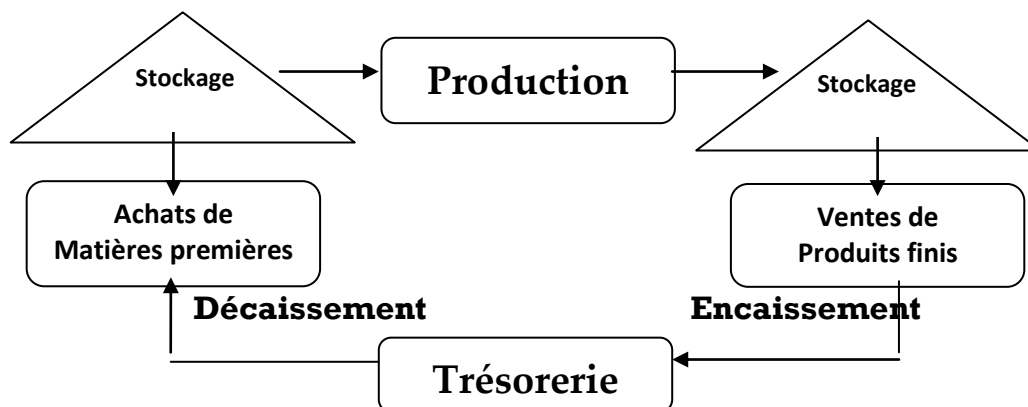 Stockage
Production
Stockage
Achats de
Matières premières
Ventes de
Produits finis
Décaissement
Encaissement
Trésorerie